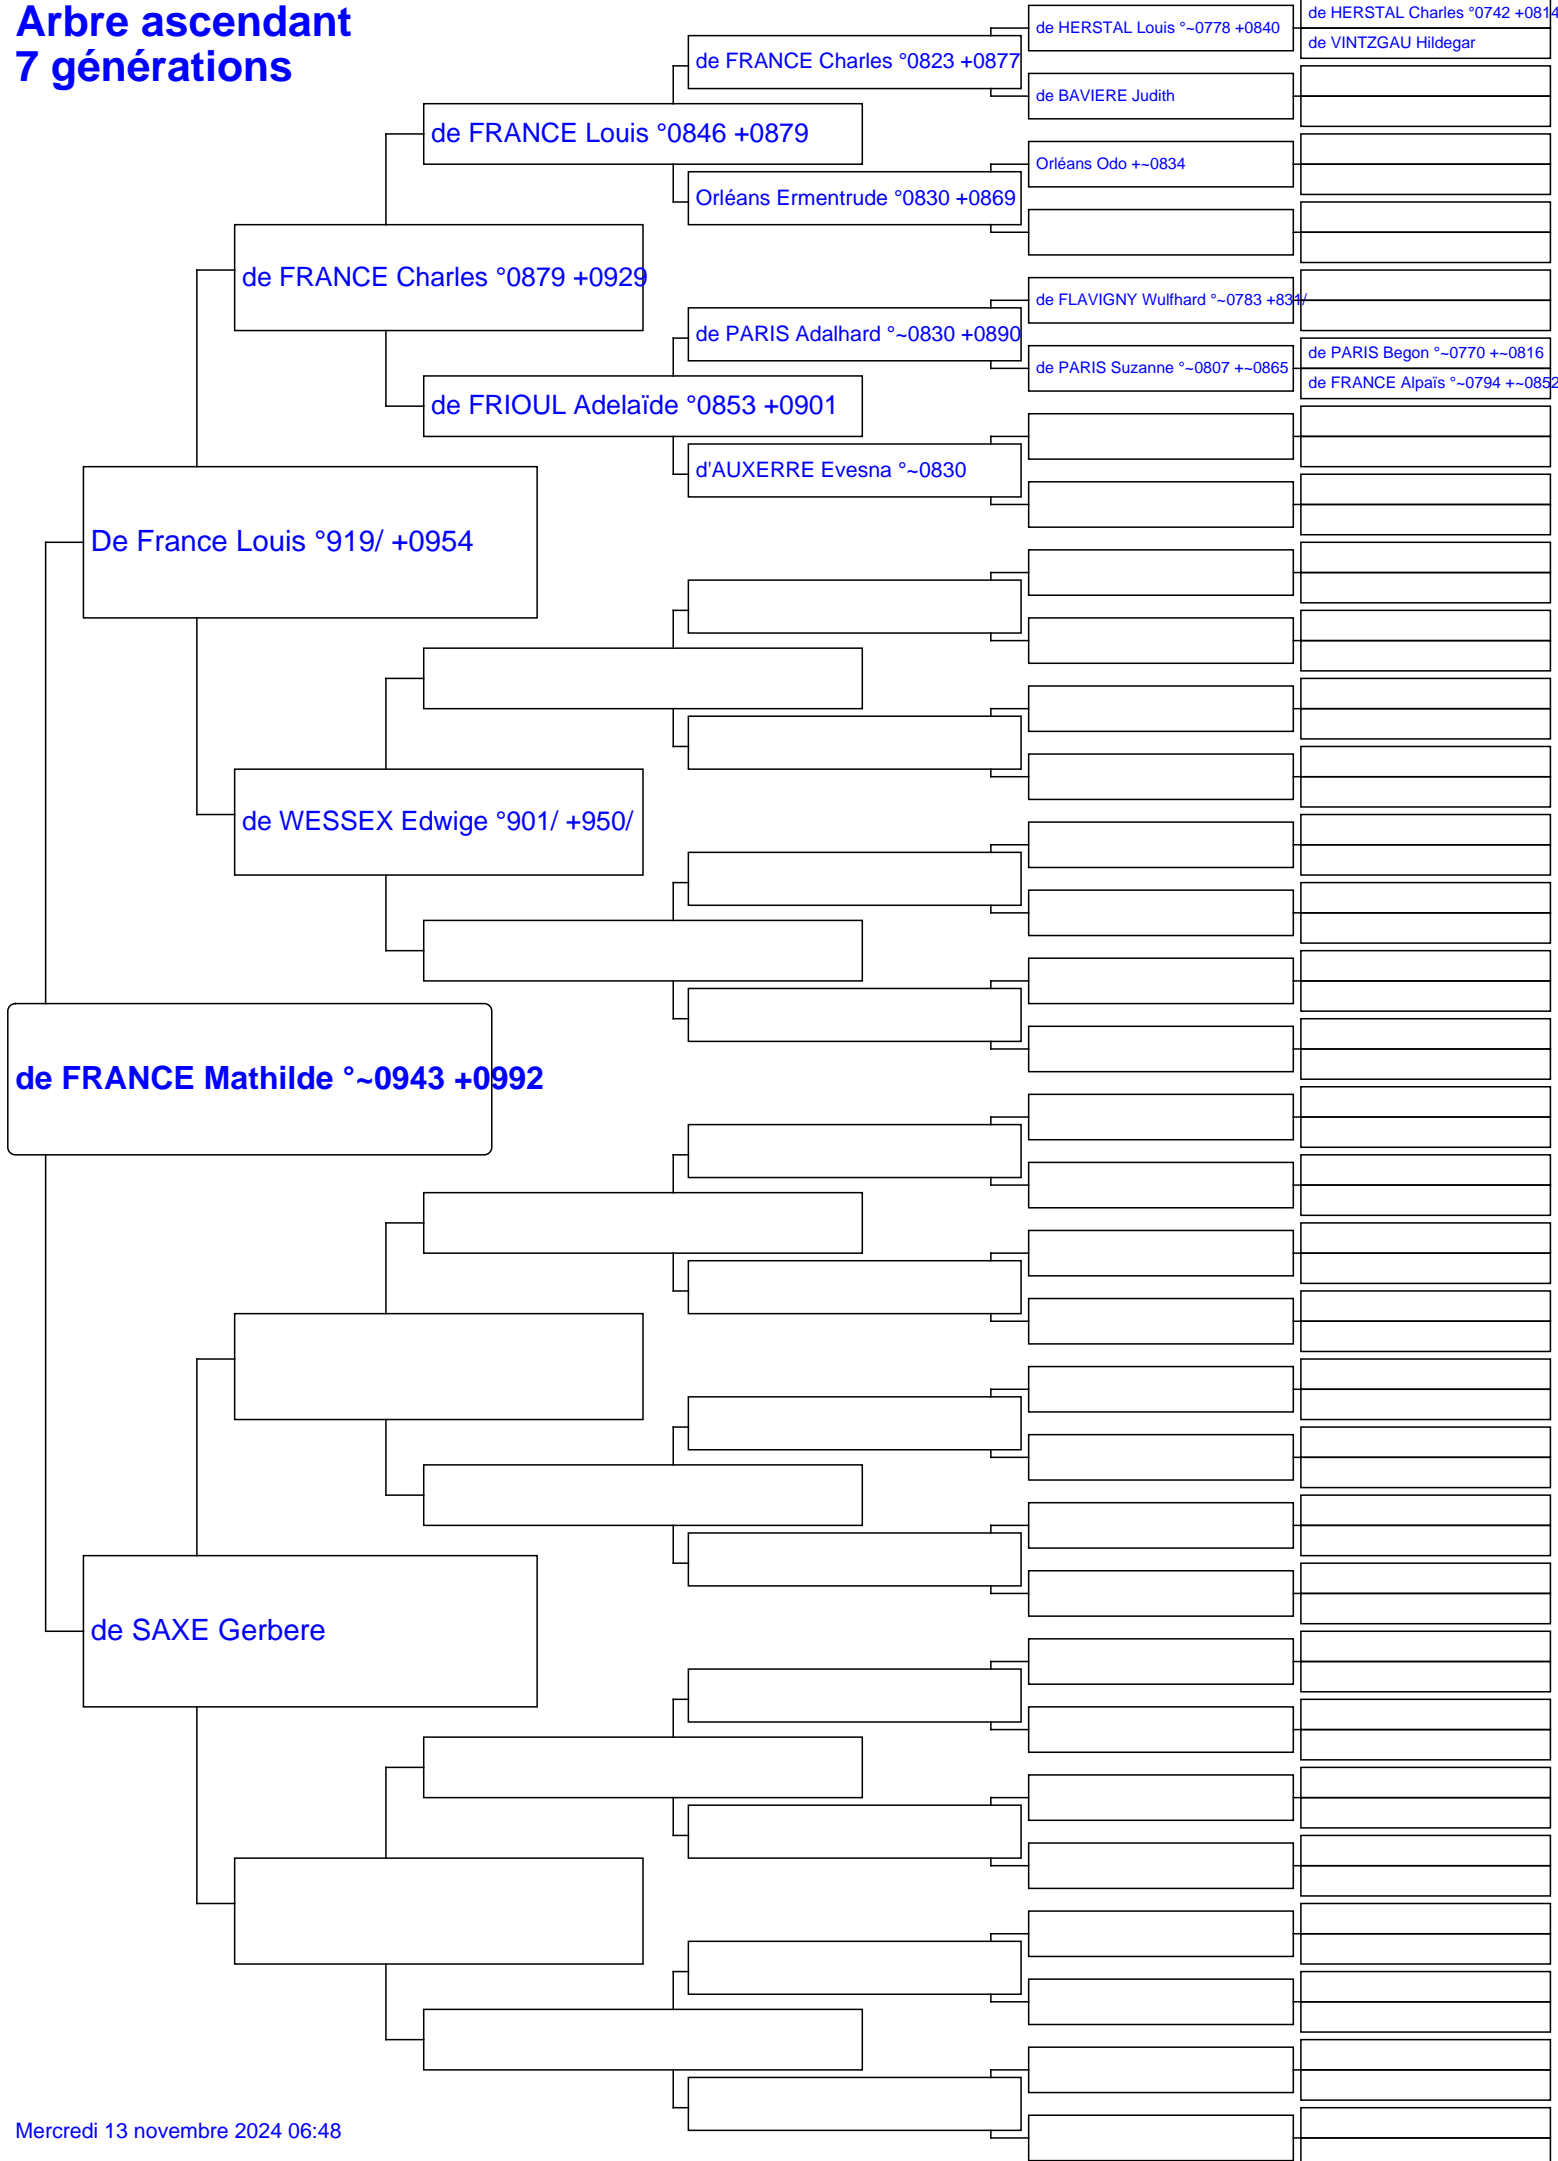 Arbre ascendant
7 générations
de HERSTAL Charles °0742 +0814
de HERSTAL Louis °~0778 +0840
de VINTZGAU Hildegar
de FRANCE Charles °0823 +0877
de BAVIERE Judith
de FRANCE Louis °0846 +0879
Orléans Odo +~0834
Orléans Ermentrude °0830 +0869
de FRANCE Charles °0879 +0929
de FLAVIGNY Wulfhard °~0783 +831/
de PARIS Adalhard °~0830 +0890
de PARIS Begon °~0770 +~0816
de PARIS Suzanne °~0807 +~0865
de FRANCE Alpaïs °~0794 +~0852
de FRIOUL Adelaïde °0853 +0901
d'AUXERRE Evesna °~0830
De France Louis °919/ +0954
de WESSEX Edwige °901/ +950/
de FRANCE Mathilde °~0943 +0992
de SAXE Gerbere
Mercredi 13 novembre 2024 06:48